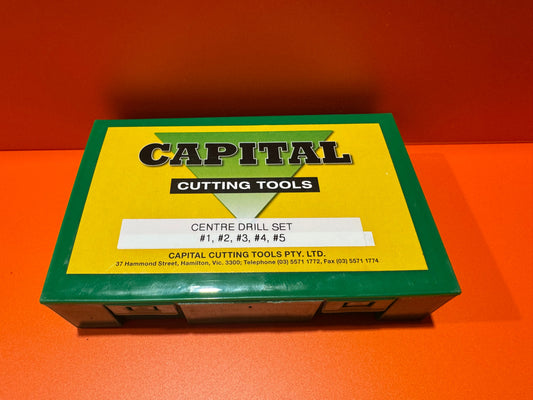 CAPITAL
CUTTING TOOLS
CENTRE DRILL SET
#1, #2, #3, #4, #5
CAPITAL CUTTING TOOLS PTY. LTD.
37 Hammond Street, Hamilton, Vic. 3300; Telephone (03) 5571 1772, Fax (03) 5571 1774